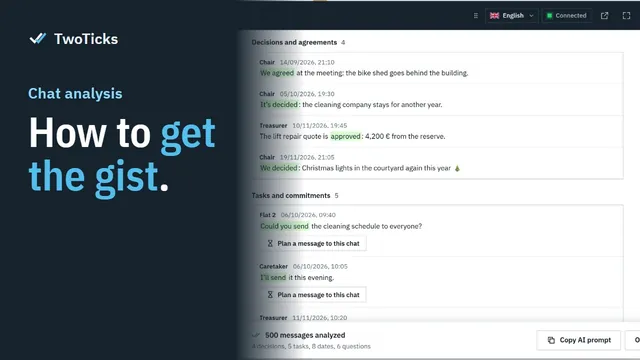 TwoTicks
Chat analysis
How to get
the gist.
English
Connected
Decisions and agreements 4
Chair 14/09/2026, 21:10
We agreed at the meeting: the bike shed goes behind the building.
Chair 05/10/2026, 19:30
It's decided: the cleaning company stays for another year.
Treasurer 10/11/2026, 19:45
The lift repair quote is approved: 4,200 € from the reserve.
Chair 19/11/2026, 21:05
We decided: Christmas lights in the courtyard again this year 🎄
Tasks and commitments 5
Flat 2 06/10/2026, 09:40
Could you send the cleaning schedule to everyone?
Plan a message to this chat
Caretaker 06/10/2026, 10:05
I'll send it this evening.
Plan a message to this chat
Treasurer 11/11/2026, 10:20
500 messages analyzed
4 decisions, 5 tasks, 8 dates, 6 questions
Copy AI prompt